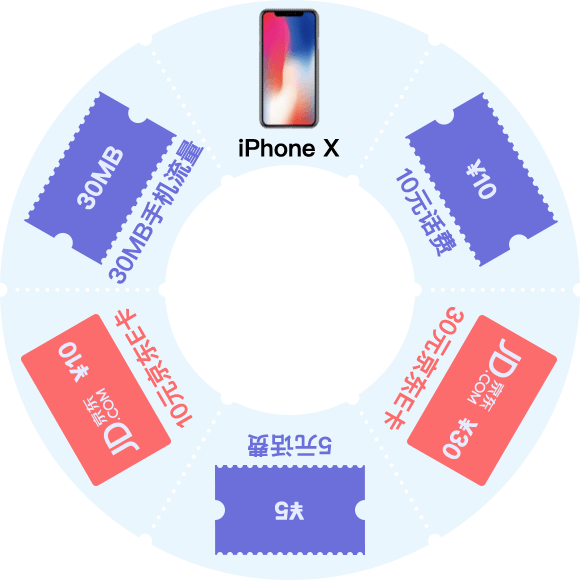 iPhone X
¥10
10元话费
JD
.COM
京东
¥30
30元京东E卡
5元话费
¥5
10元京东E卡
JD
.COM
京东
¥10
30MB
30MB手机流量